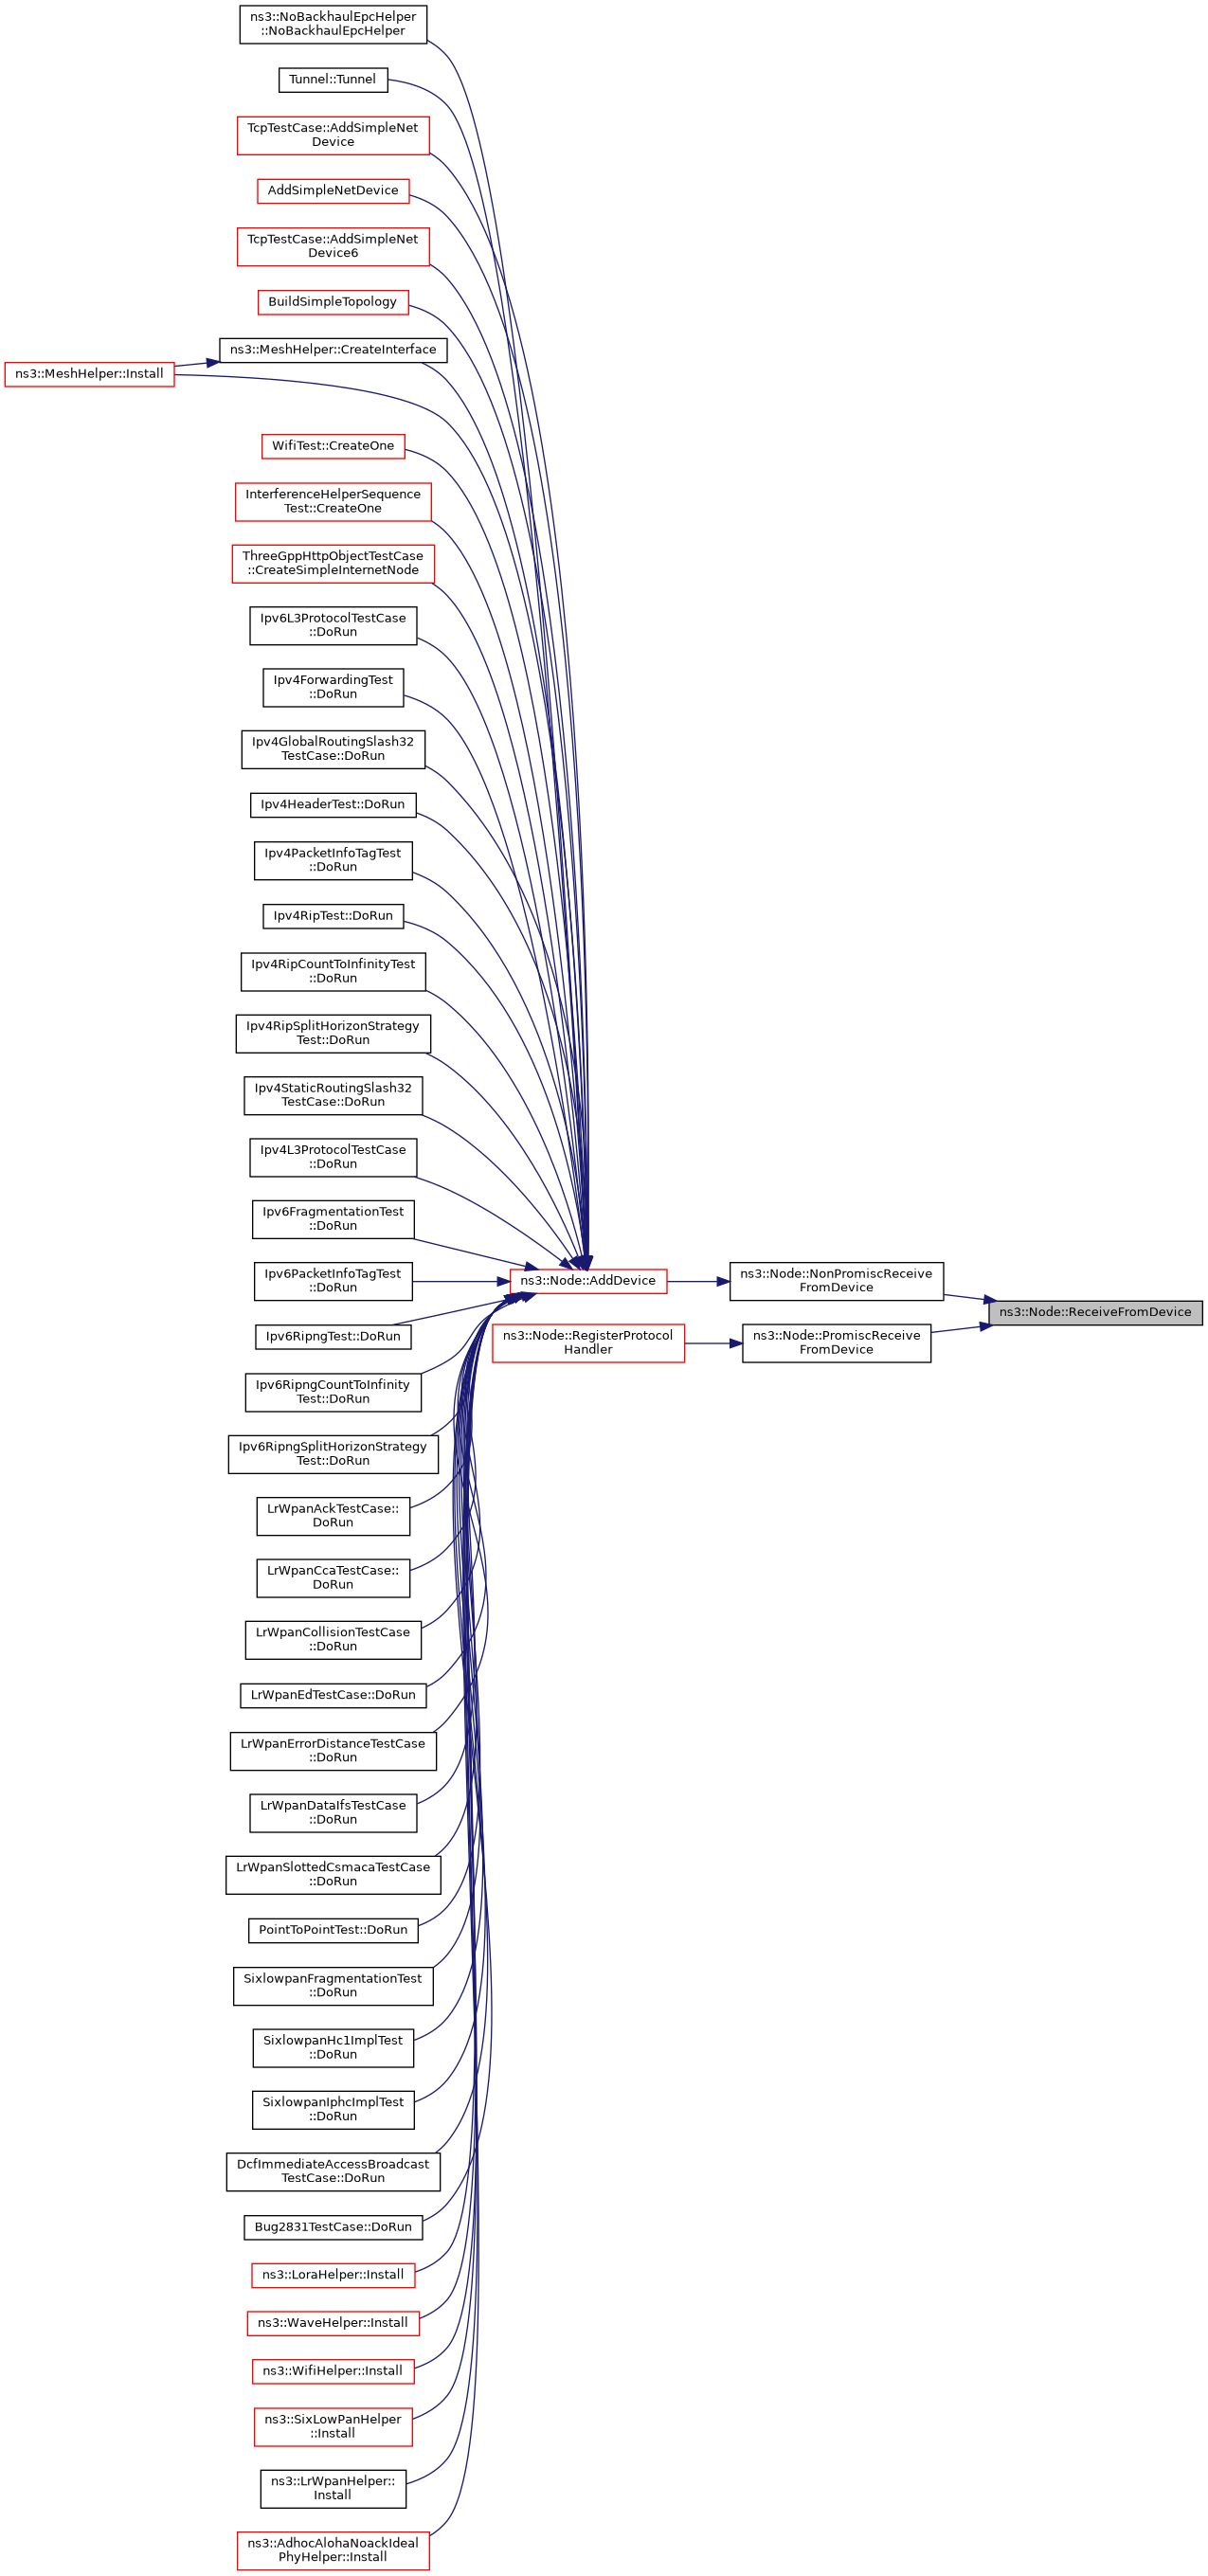 ns3::NoBackhaulEpcHelper
::NoBackhaulEpcHelper
Tunnel::Tunnel
TcpTestCase::AddSimpleNet
Device
AddSimpleNetDevice
TcpTestCase::AddSimpleNet
Device6
BuildSimpleTopology
ns3::MeshHelper::CreateInterface
ns3::MeshHelper::Install
WifiTest::CreateOne
InterferenceHelperSequence
Test::CreateOne
ThreeGppHttpObjectTestCase
::CreateSimpleInternetNode
Ipv6L3ProtocolTestCase
::DoRun
Ipv4ForwardingTest
::DoRun
Ipv4GlobalRoutingSlash32
TestCase::DoRun
Ipv4HeaderTest::DoRun
Ipv4PacketInfoTagTest
::DoRun
Ipv4RipTest::DoRun
Ipv4RipCountToInfinityTest
::DoRun
Ipv4RipSplitHorizonStrategy
Test::DoRun
Ipv4StaticRoutingSlash32
TestCase::DoRun
Ipv4L3ProtocolTestCase
::DoRun
Ipv6FragmentationTest
::DoRun
Ipv6PacketInfoTagTest
::DoRun
ns3::Node::AddDevice
ns3::Node::NonPromiscReceive
FromDevice
ns3::Node::ReceiveFromDevice
Ipv6RipngTest::DoRun
ns3::Node::RegisterProtocol
Handler
ns3::Node::PromiscReceive
FromDevice
Ipv6RipngCountToInfinity
Test::DoRun
Ipv6RipngSplitHorizonStrategy
Test::DoRun
LrWpanAckTestCase::
DoRun
LrWpanCcaTestCase::
DoRun
LrWpanCollisionTestCase
::DoRun
LrWpanEdTestCase::DoRun
LrWpanErrorDistanceTestCase
::DoRun
LrWpanDataIfsTestCase
::DoRun
LrWpanSlottedCsmacaTestCase
::DoRun
PointToPointTest::DoRun
SixlowpanFragmentationTest
::DoRun
SixlowpanHc1ImplTest
::DoRun
SixlowpanIphcImplTest
::DoRun
DcfImmediateAccessBroadcast
TestCase::DoRun
Bug2831TestCase::DoRun
ns3::LoraHelper::Install
ns3::WaveHelper::Install
ns3::WifiHelper::Install
ns3::SixLowPanHelper
::Install
ns3::LrWpanHelper::
Install
ns3::AdhocAlohaNoackIdeal
PhyHelper::Install